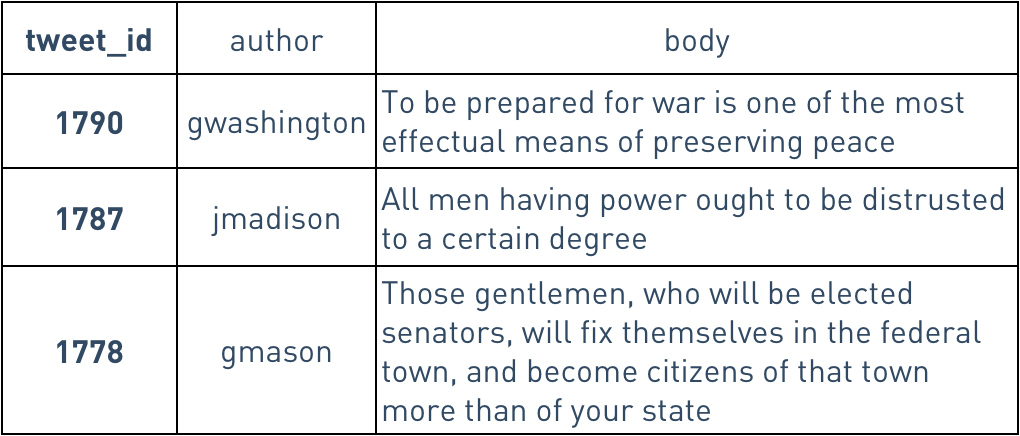 tweet_id author body
1790 gwashington To be prepared for war is one of the most
effectual means of preserving peace
1787 jmadison All men having power ought to be distrusted
to a certain degree
1778 gmason Those gentlemen, who will be elected
senators, will fix themselves in the federal
town, and become citizens of that town
more than of your state